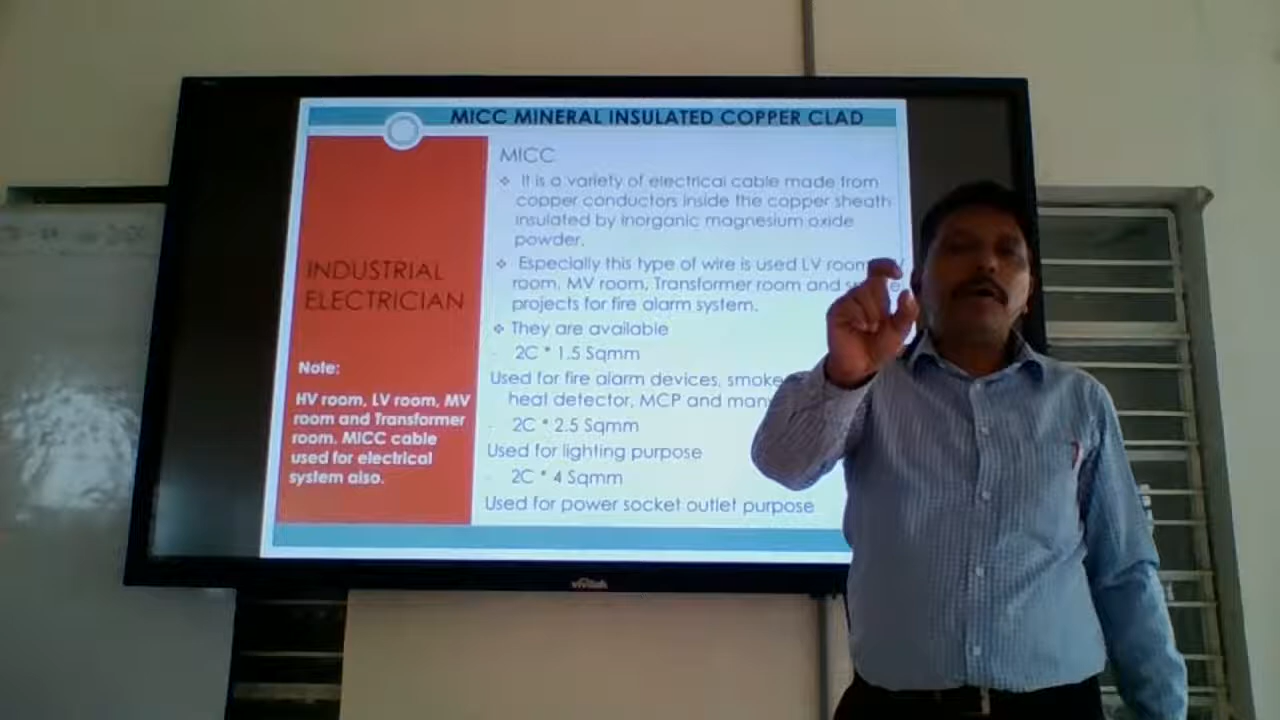 MICC MINERAL INSULATED COPPER CLAD
INDUSTRIAL
ELECTRICIAN
Note:
HV room, LV room, MV
room and Transformer
room. MICC cable
used for electrical
system also.
MICC
It is a variety of electrical cable made from
copper conductors inside the copper sheath
insulated by inorganic magnesium oxide
powder.
Especially this type of wire is used LV room
room, MV room, Transformer room and
projects for fire alarm system.
They are available
2C * 1.5 Sqmm
Used for fire alarm devices, smoke
heat detector, MCP and
2C * 2.5 Sqmm
Used for lighting purpose
2C * 4 Sqmm
Used for power socket outlet purpose
vivitek